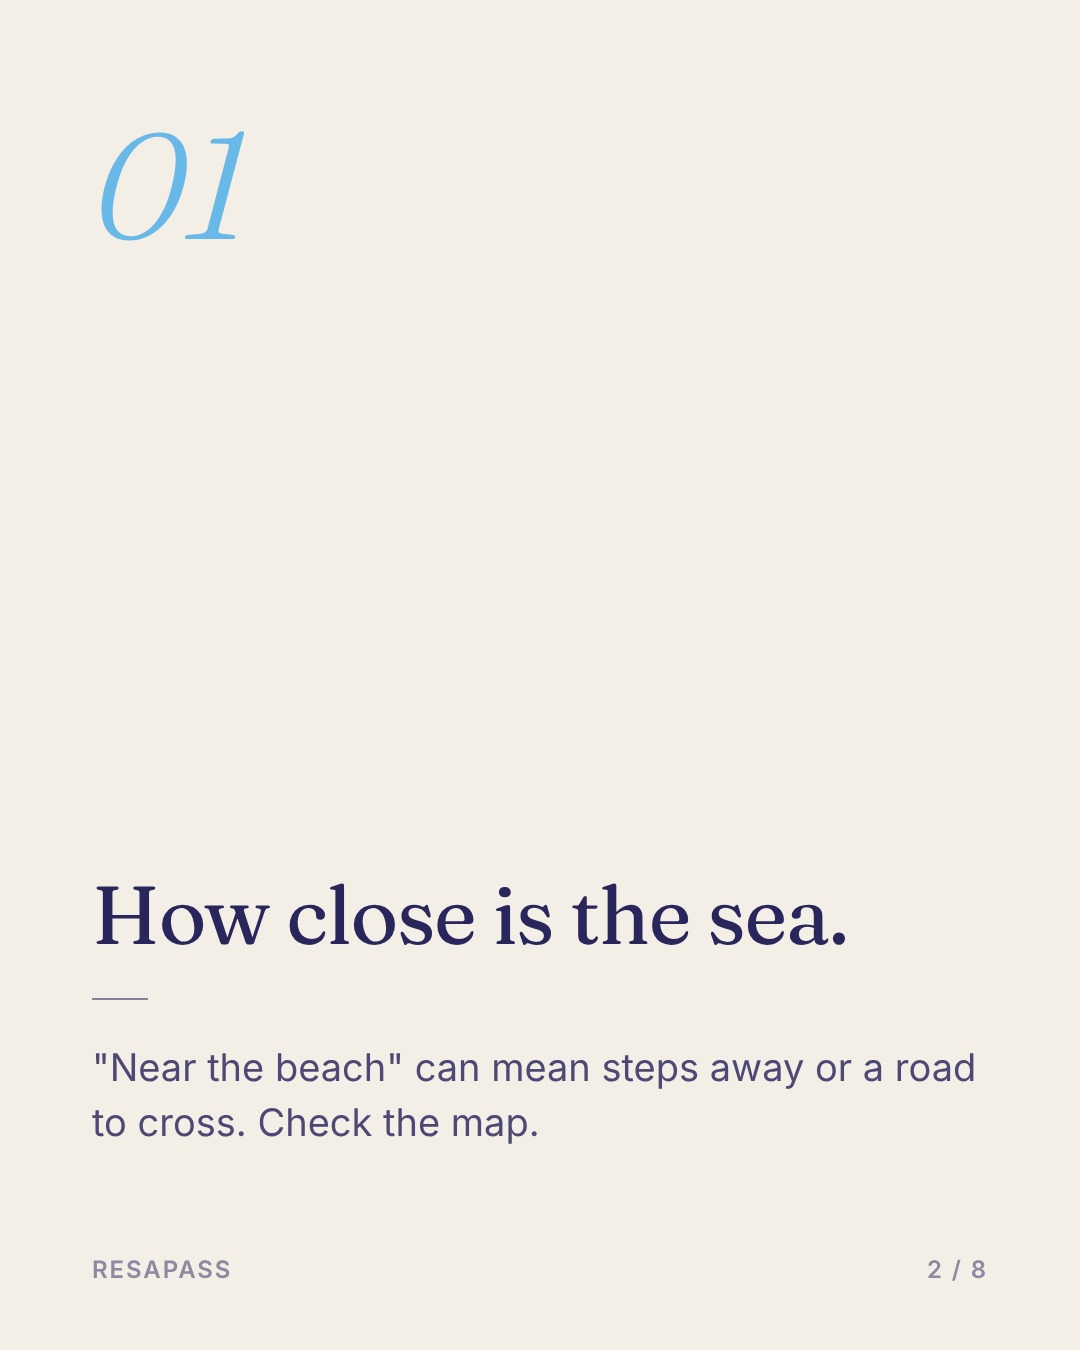 01
How close is the sea.
"Near the beach" can mean steps away or a road
to cross. Check the map.
RESAPASS
2 / 8